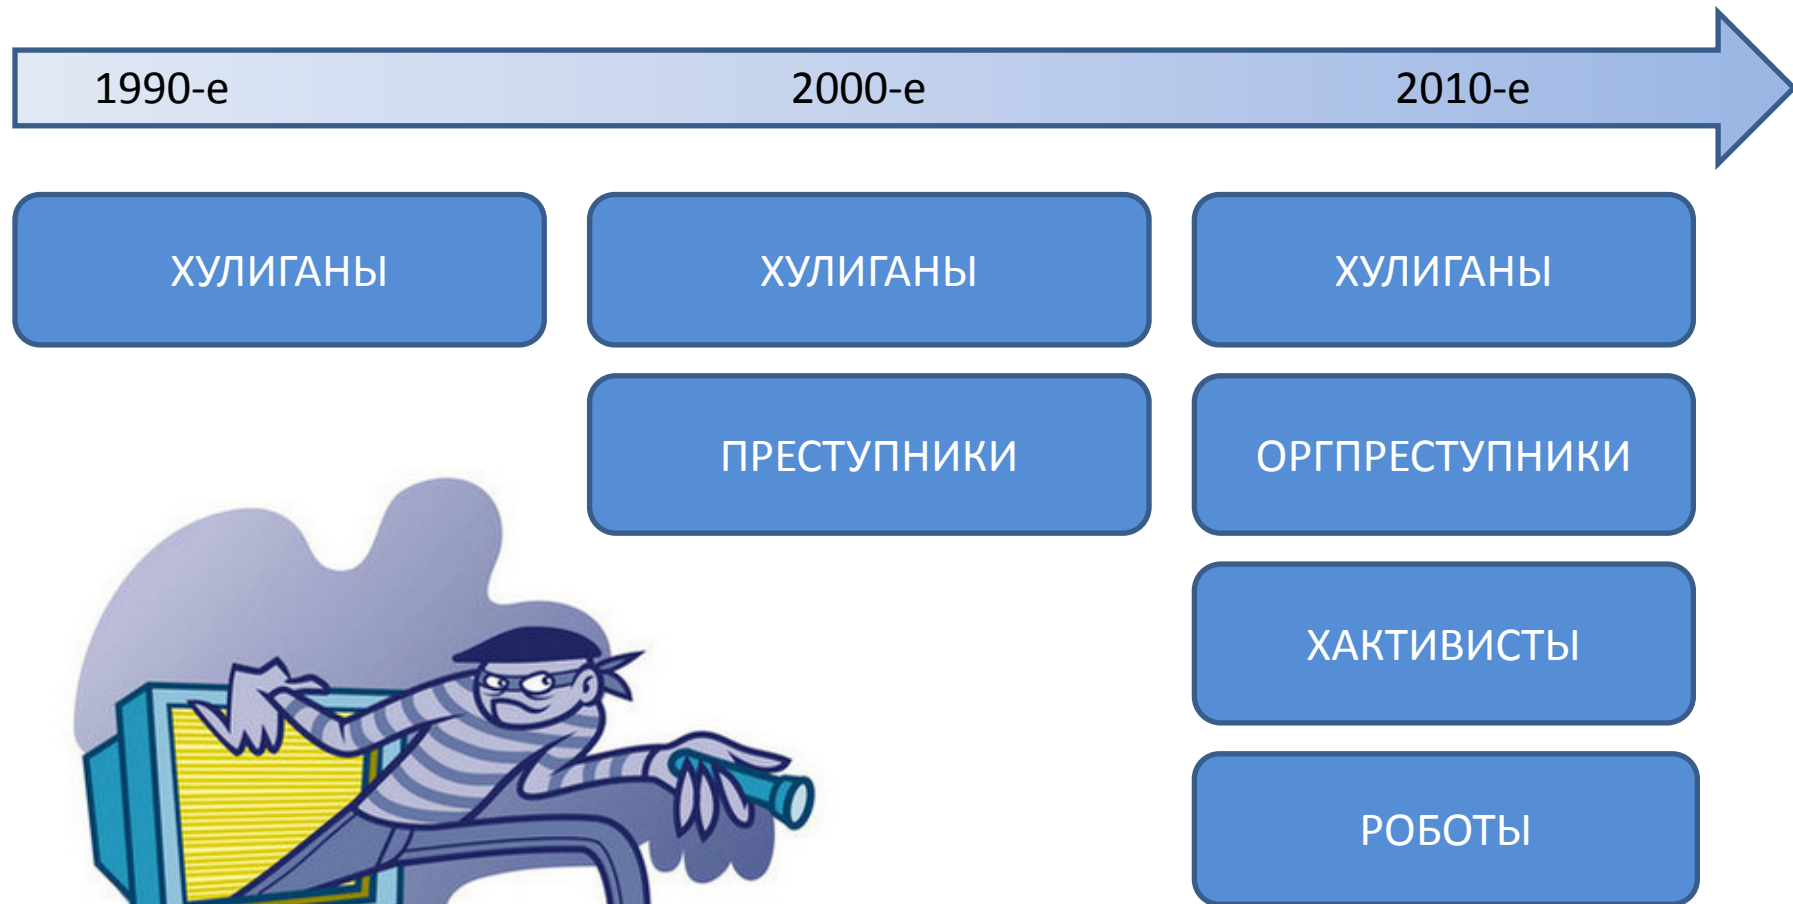 1990-е 2000-е 2010-е
ХУЛИГАНЫ ХУЛИГАНЫ ХУЛИГАНЫ
ПРЕСТУПНИКИ ОРГПРЕСТУПНИКИ
ХАКТИВИСТЫ
РОБОТЫ